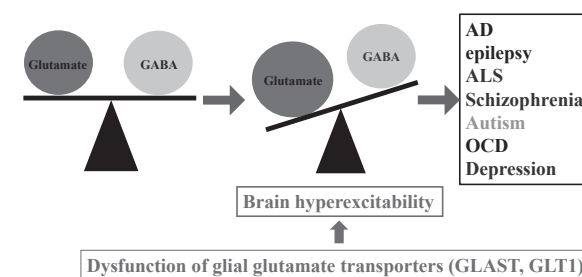 Glutamate
GABA
Glutamate
GABA
AD
epilepsy
ALS
Schizophrenia
Autism
OCD
Depression
Brain hyperexcitability
Dysfunction of glial glutamate transporters (GLAST, GLT1)